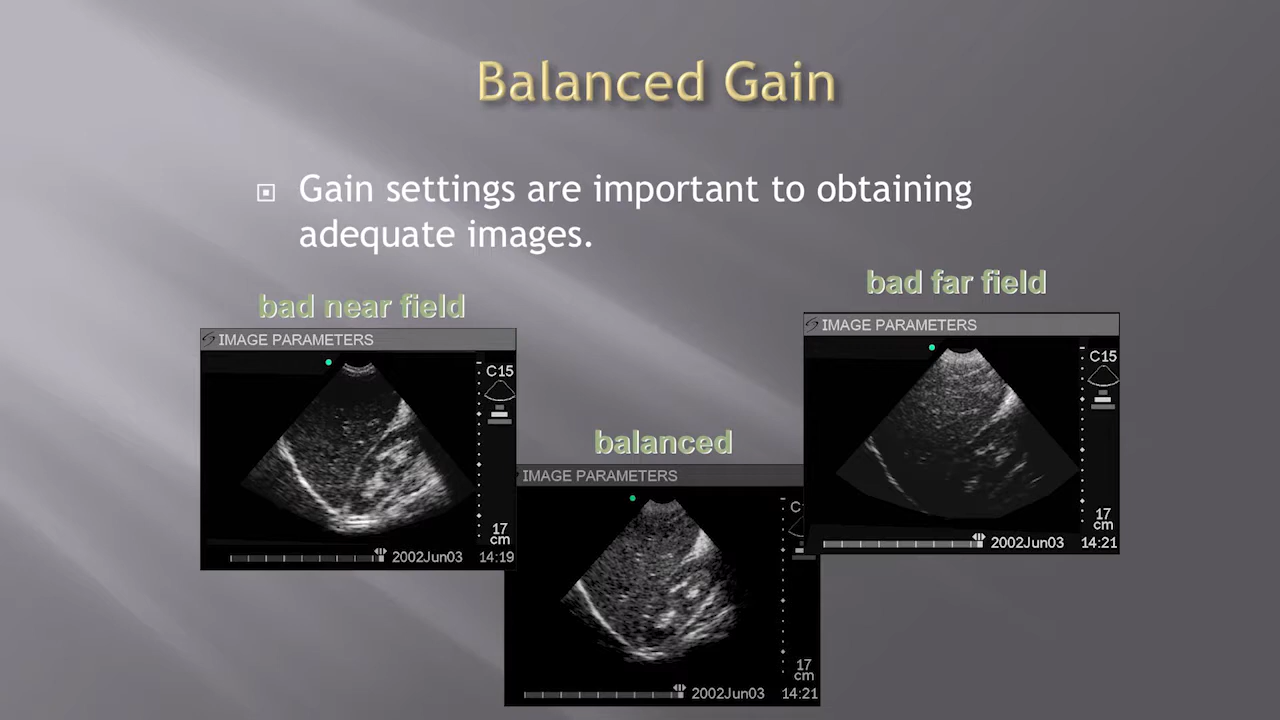 Balanced Gain
Gain settings are important to obtaining
adequate images.
bad near field
IMAGE PARAMETERS
C15
17
cm
2002Jun03 14:19
balanced
IMAGE PARAMETERS
C
17
cm
2002Jun03 14:21
bad far field
IMAGE PARAMETERS
C15
17
cm
2002Jun03 14:21